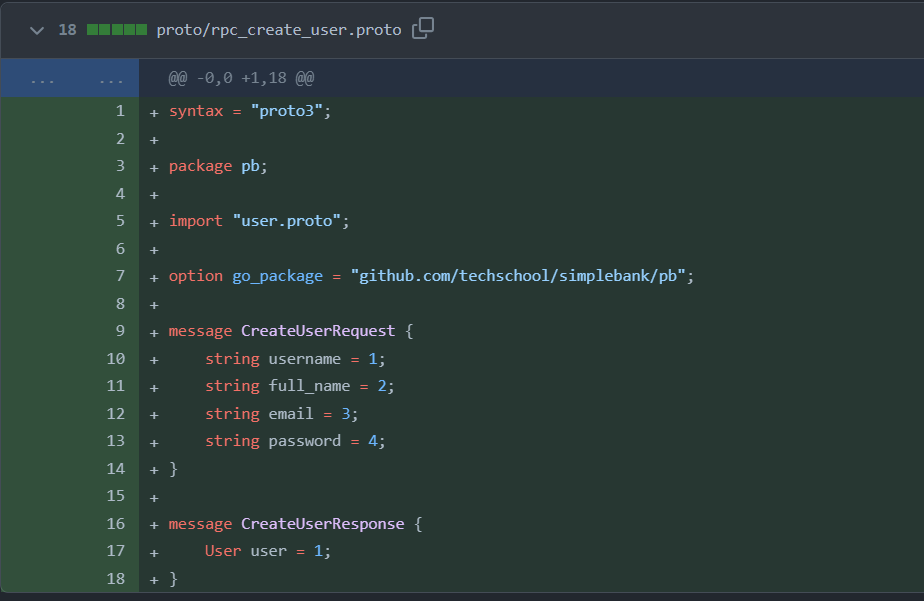 18 proto/rpc_create_user.proto
... ... @@ -0,0 +1,18 @@
1 + syntax = "proto3";
2 +
3 + package pb;
4 +
5 + import "user.proto";
6 +
7 + option go_package = "github.com/techschool/simplebank/pb";
8 +
9 + message CreateUserRequest {
10 +     string username = 1;
11 +     string full_name = 2;
12 +     string email = 3;
13 +     string password = 4;
14 + }
15 +
16 + message CreateUserResponse {
17 +     User user = 1;
18 + }